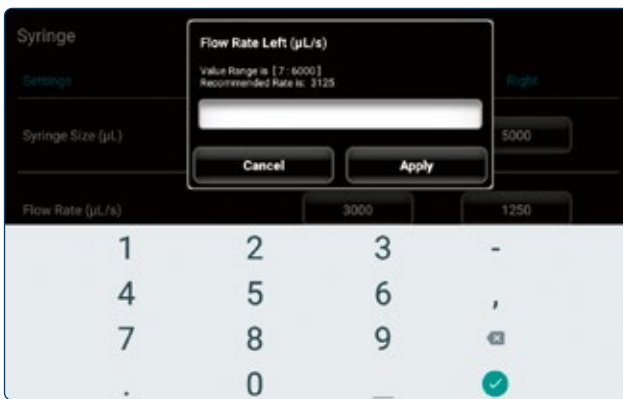 Syringe
Flow Rate Left (µL/s)
Value Range is [7 : 6000]
Recommended Rate is: 3125
Settings
Right
Syringe Size (µL)
5000
Cancel
Apply
Flow Rate (µL/s)
3000
1250
1 2 3 -
4 5 6 ,
7 8 9
. 0 _